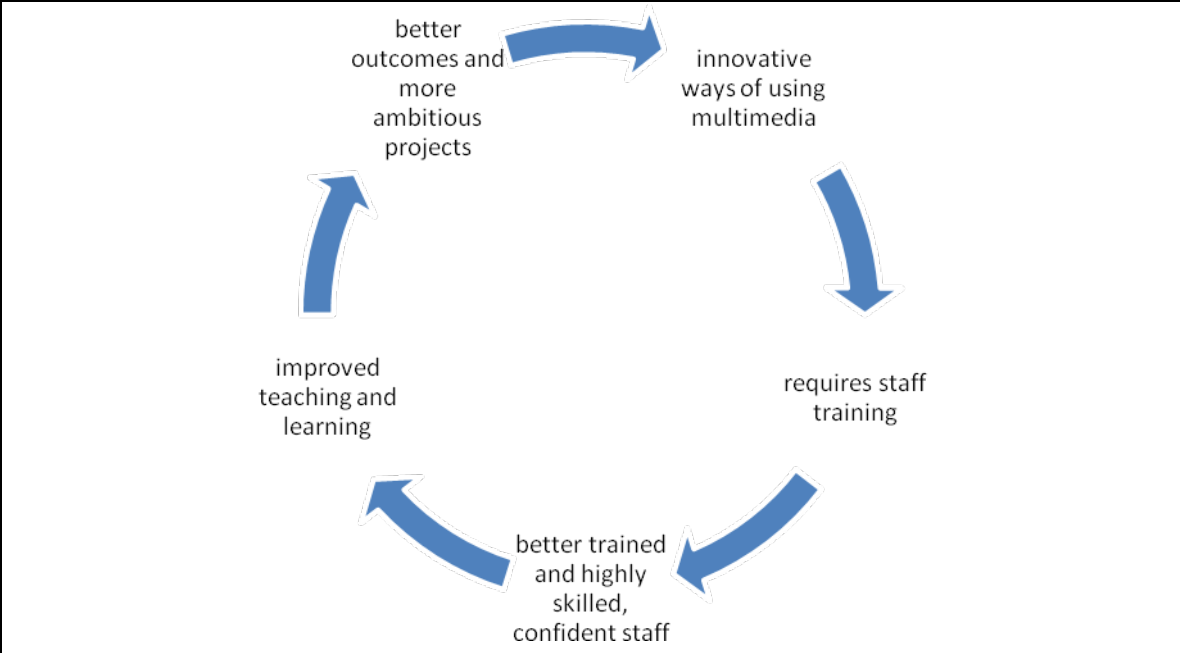 better
outcomes and
more
ambitious
projects
innovative
ways of using
multimedia
requires staff
training
better trained
and highly
skilled,
confident staff
improved
teaching and
learning